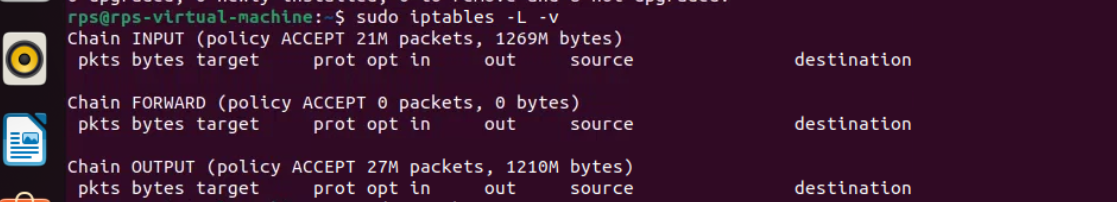 rps@rps-virtual-machine:~$ sudo iptables -L -v
Chain INPUT (policy ACCEPT 21M packets, 1269M bytes)
 pkts bytes target     prot opt in     out     source               destination

Chain FORWARD (policy ACCEPT 0 packets, 0 bytes)
 pkts bytes target     prot opt in     out     source               destination

Chain OUTPUT (policy ACCEPT 27M packets, 1210M bytes)
 pkts bytes target     prot opt in     out     source               destination